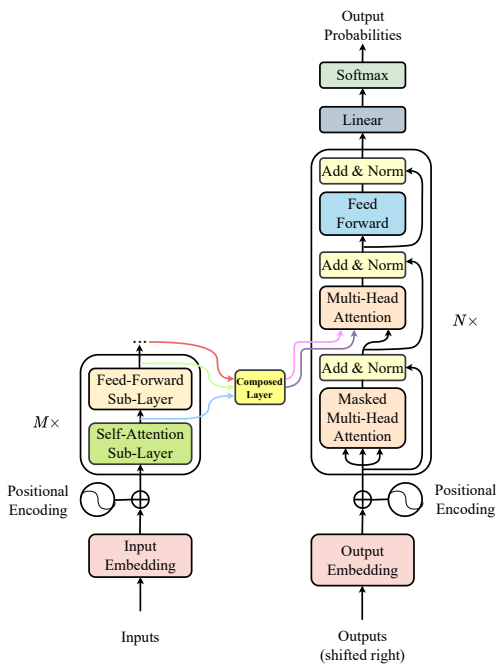 Output
Probabilities
Softmax
Linear
Add & Norm
Feed
Forward
Add & Norm
Multi-Head
Attention
N×
Add & Norm
Masked
Multi-Head
Attention
...
Composed
Layer
Feed-Forward
Sub-Layer
M×
Self-Attention
Sub-Layer
Positional
Encoding
Positional
Encoding
Input
Embedding
Output
Embedding
Inputs
Outputs
(shifted right)